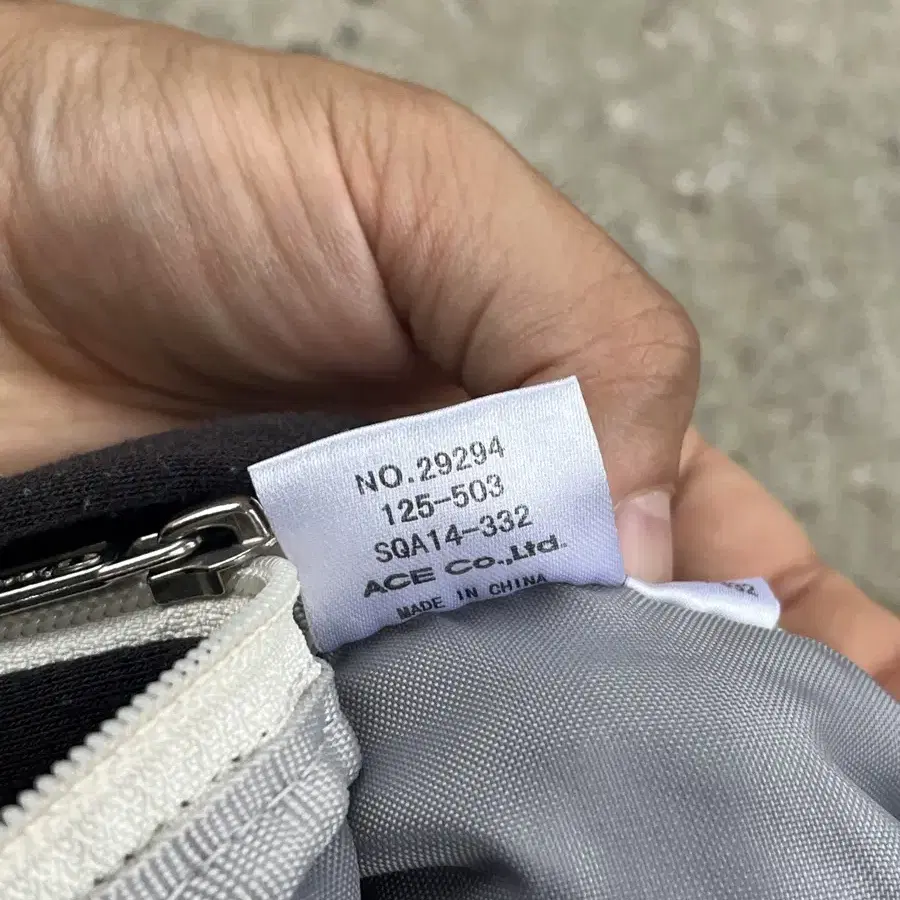 NO.29294
125-503
SQA14-332
ACE Co.,Ltd.
MADE IN CHINA